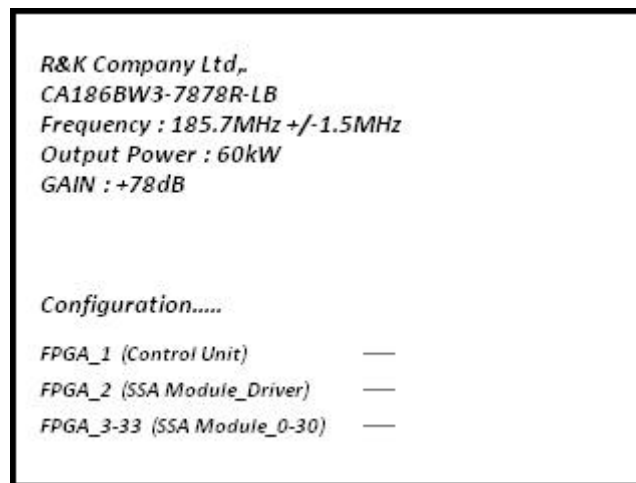 R&K Company Ltd,.
CA186BW3-7878R-LB
Frequency : 185.7MHz +/-1.5MHz
Output Power : 60kW
GAIN : +78dB
Configuration.....
FPGA_1 (Control Unit) —
FPGA_2 (SSA Module_Driver) —
FPGA_3-33 (SSA Module_0-30) —